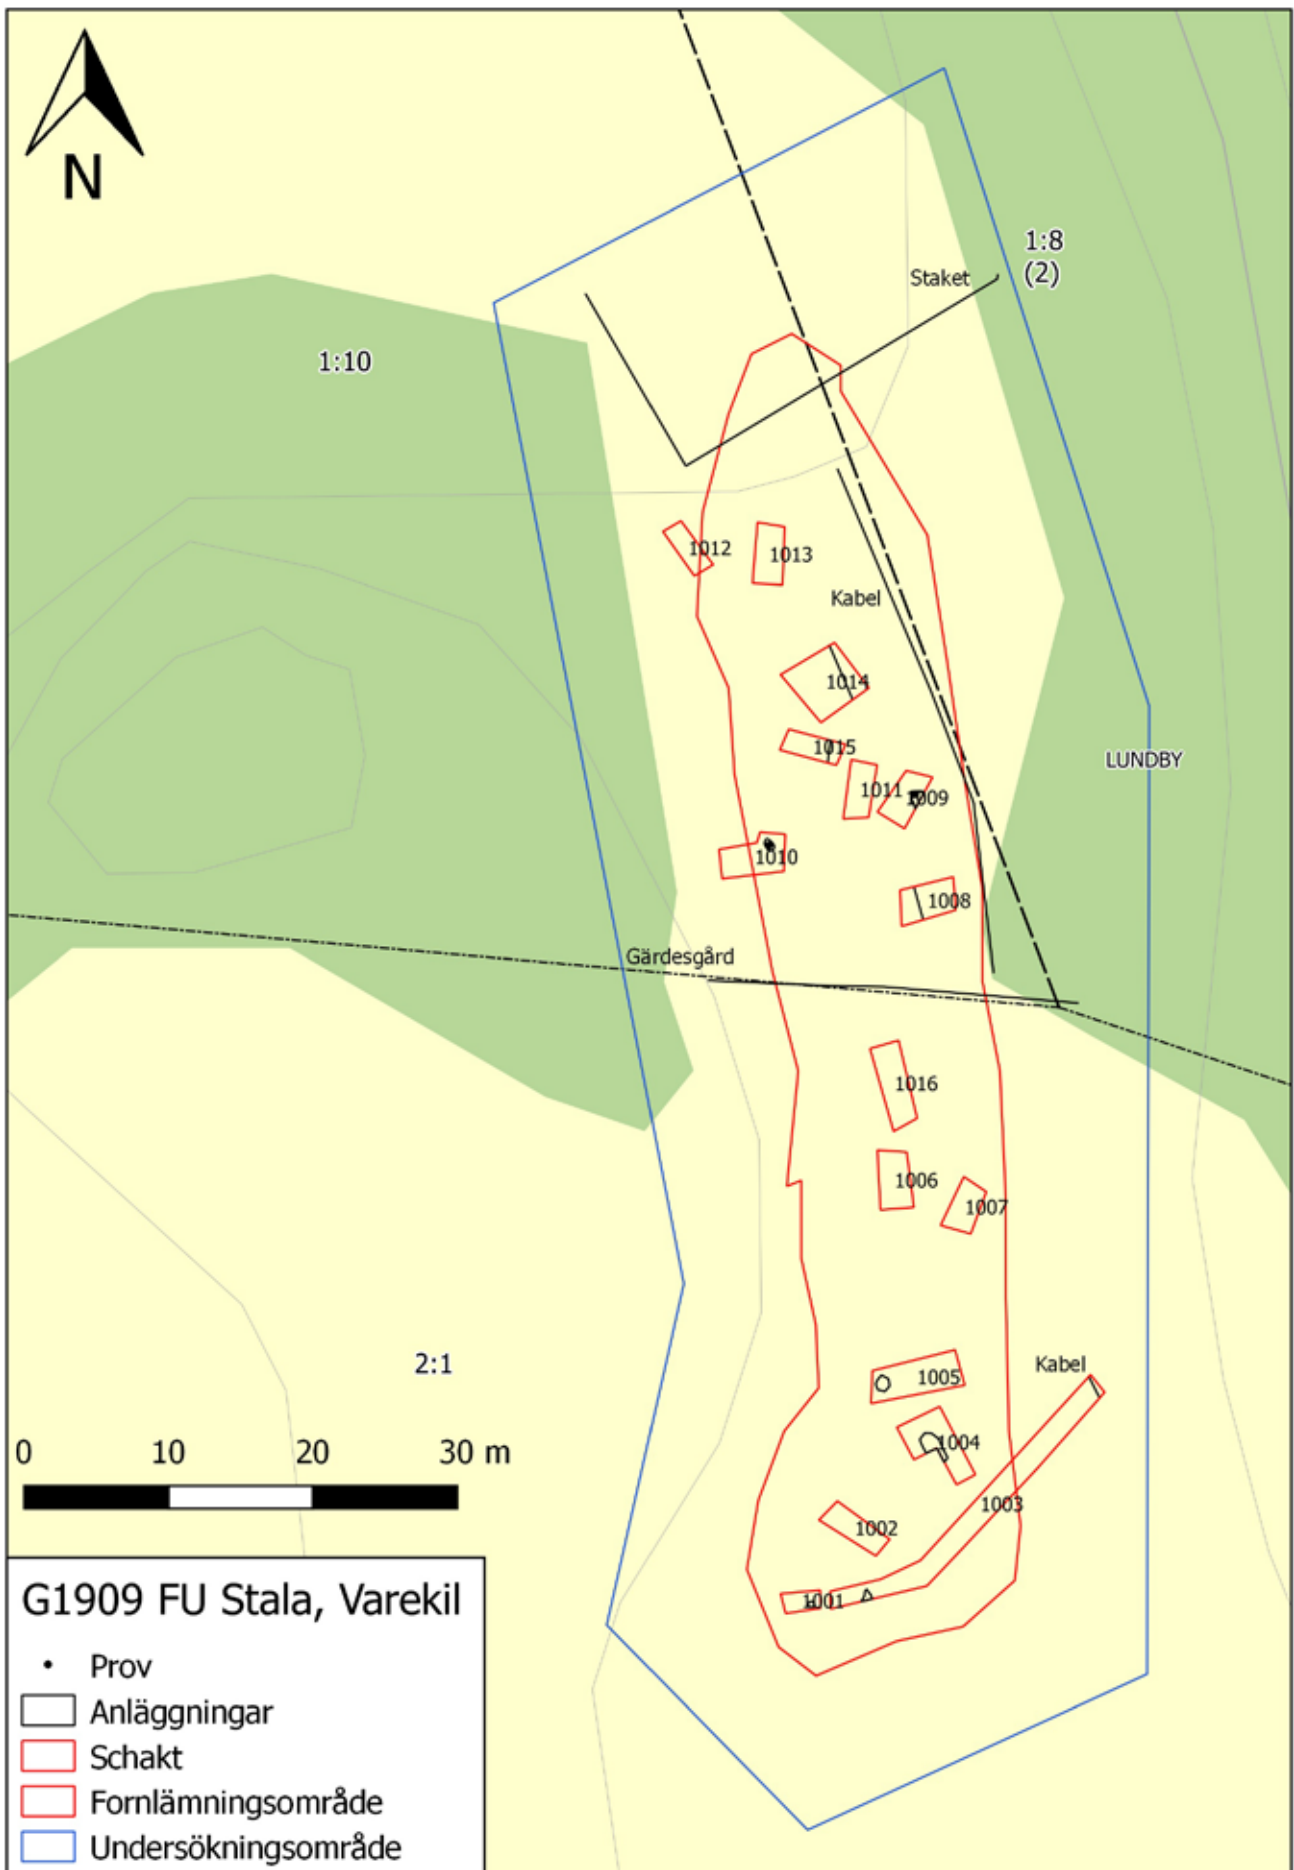 N
1:8
(2)
Staket
1:10
1012
1013
Kabel
1014
1015
LUNDBY
1011
1009
1010
1008
Gärdesgård
1016
1006
1007
2:1
Kabel
1005
1004
0 10 20 30 m
1003
1002
1001
G1909 FU Stala, Varekil
Prov
Anläggningar
Schakt
Fornlämningsområde
Undersökningsområde